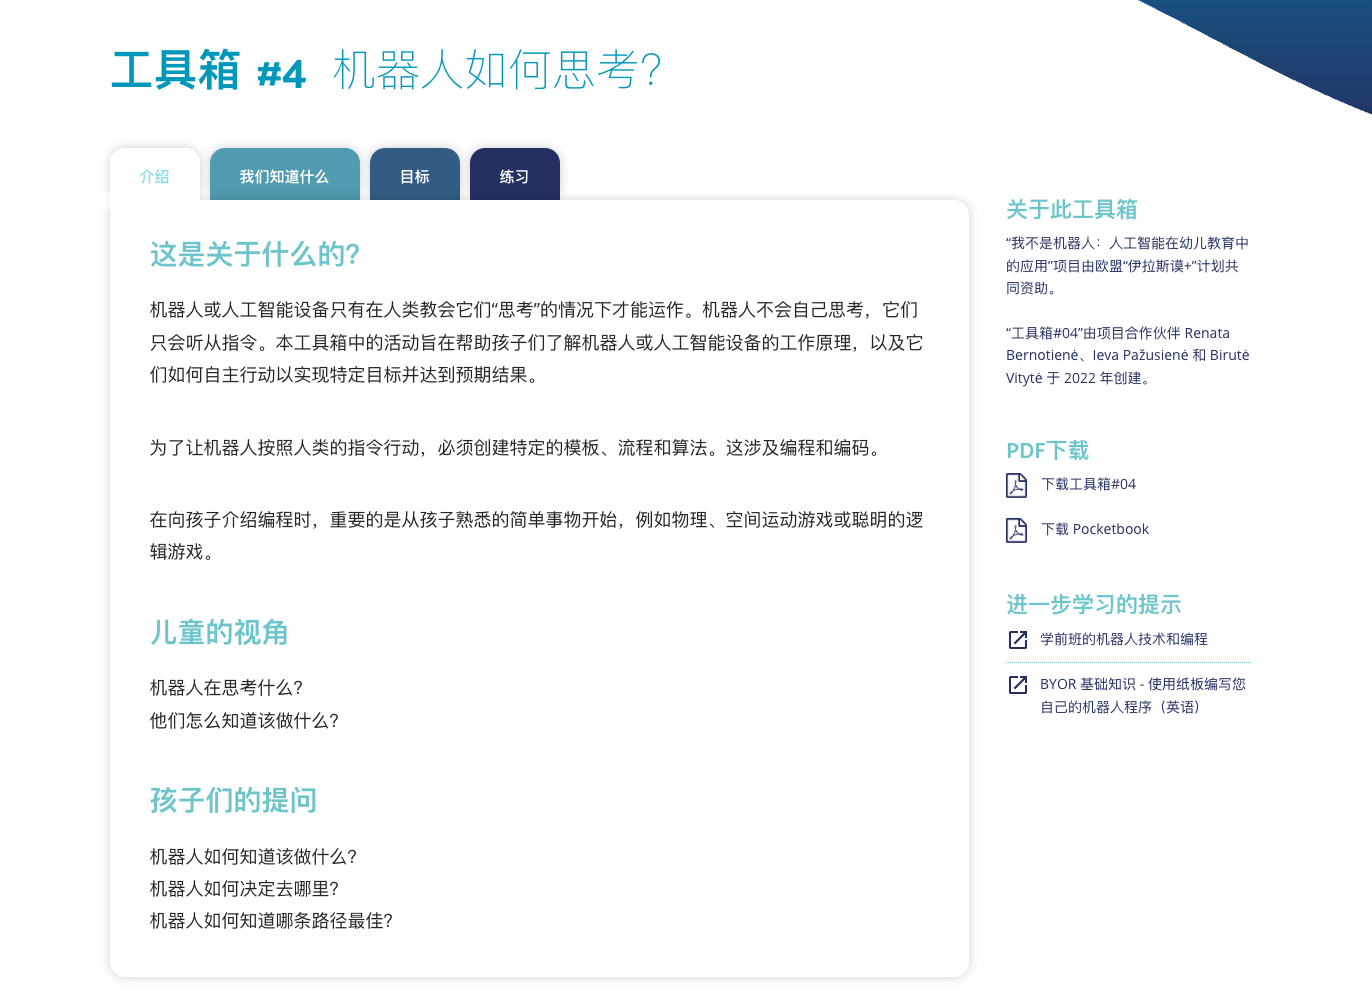 工具箱 #4 机器人如何思考？
介绍
我们知道什么
目标
练习
这是关于什么的？
机器人或人工智能设备只有在人类教会它们“思考”的情况下才能运作。机器人不会自己思考，它们
只会听从指令。本工具箱中的活动旨在帮助孩子们了解机器人或人工智能设备的工作原理，以及它
们如何自主行动以实现特定目标并达到预期结果。
为了让机器人按照人类的指令行动，必须创建特定的模板、流程和算法。这涉及编程和编码。
在向孩子介绍编程时，重要的是从孩子熟悉的简单事物开始，例如物理、空间运动游戏或聪明的逻
辑游戏。
儿童的视角
机器人在思考什么？
他们怎么知道该做什么？
孩子们的提问
机器人如何知道该做什么？
机器人如何决定去哪里？
机器人如何知道哪条路径最佳？
关于此工具箱
“我不是机器人：人工智能在幼儿教育中
的应用”项目由欧盟“伊拉斯谟+”计划共
同资助。
“工具箱#04”由项目合作伙伴 Renata
Bernotienė、Ieva Pažusienė 和 Birutė
Vitytė 于 2022 年创建。
PDF下载
下载工具箱#04
下载 Pocketbook
进一步学习的提示
学前班的机器人技术和编程
BYOR 基础知识 - 使用纸板编写您
自己的机器人程序（英语）